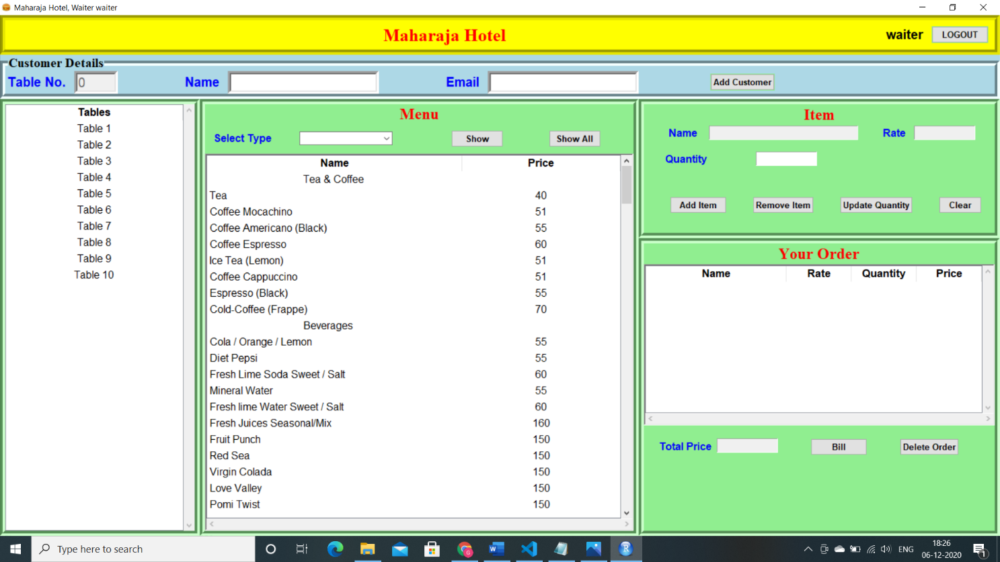 Maharaja Hotel, Waiter waiter
Maharaja Hotel
waiter LOGOUT
Customer Details
Table No. 0 Name Email Add Customer
Tables
Table 1
Table 2
Table 3
Table 4
Table 5
Table 6
Table 7
Table 8
Table 9
Table 10
Menu
Select Type Show Show All
Name Price
Tea & Coffee
Tea 40
Coffee Mocachino 51
Coffee Americano (Black) 55
Coffee Espresso 60
Ice Tea (Lemon) 51
Coffee Cappuccino 51
Espresso (Black) 55
Cold-Coffee (Frappe) 70
Beverages
Cola / Orange / Lemon 55
Diet Pepsi 55
Fresh Lime Soda Sweet / Salt 60
Mineral Water 55
Fresh lime Water Sweet / Salt 60
Fresh Juices Seasonal/Mix 160
Fruit Punch 150
Red Sea 150
Virgin Colada 150
Love Valley 150
Pomi Twist 150
Item
Name Rate
Quantity
Add Item Remove Item Update Quantity Clear
Your Order
Name Rate Quantity Price
Total Price Bill Delete Order
Type here to search
ENG
18:26
06-12-2020
1